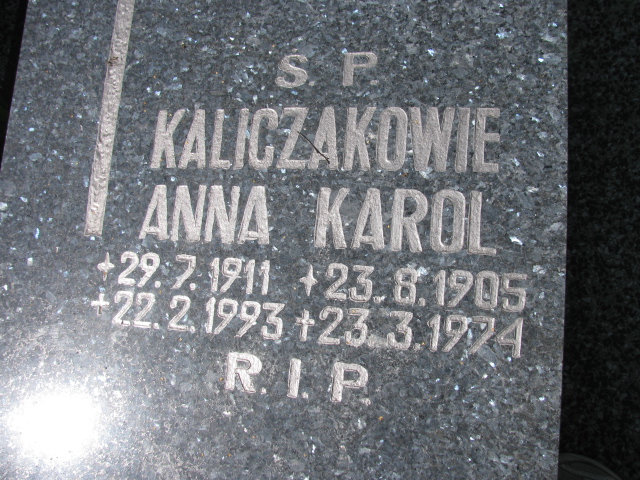 S. P.
KALICZAKOWIE
ANNA KAROL
*29.7.1911 *23.8.1905
+22.2.1993 +23.3.1974
R.I.P.